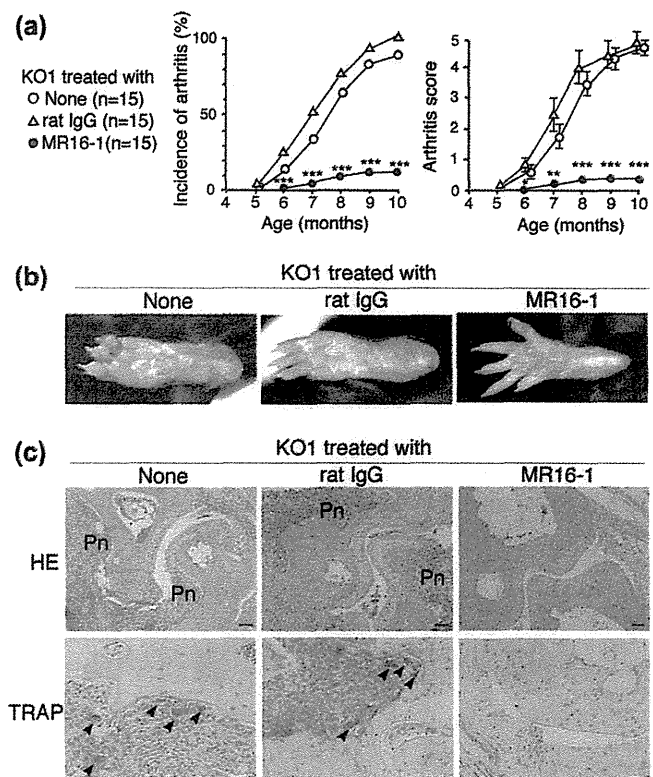 (a)
KO1 treated with
None (n=15)
rat IgG (n=15)
MR16-1(n=15)
Incidence of arthritis (%)
100
50
0
*** *** *** *** ***
4 5 6 7 8 9 10
Age (months)
Arthritis score
5
4
3
2
1
0
* ** *** *** ***
4 5 6 7 8 9 10
Age (months)
(b)
KO1 treated with
None rat IgG MR16-1
(c)
KO1 treated with
None rat IgG MR16-1
HE
Pn Pn
Pn Pn
TRAP